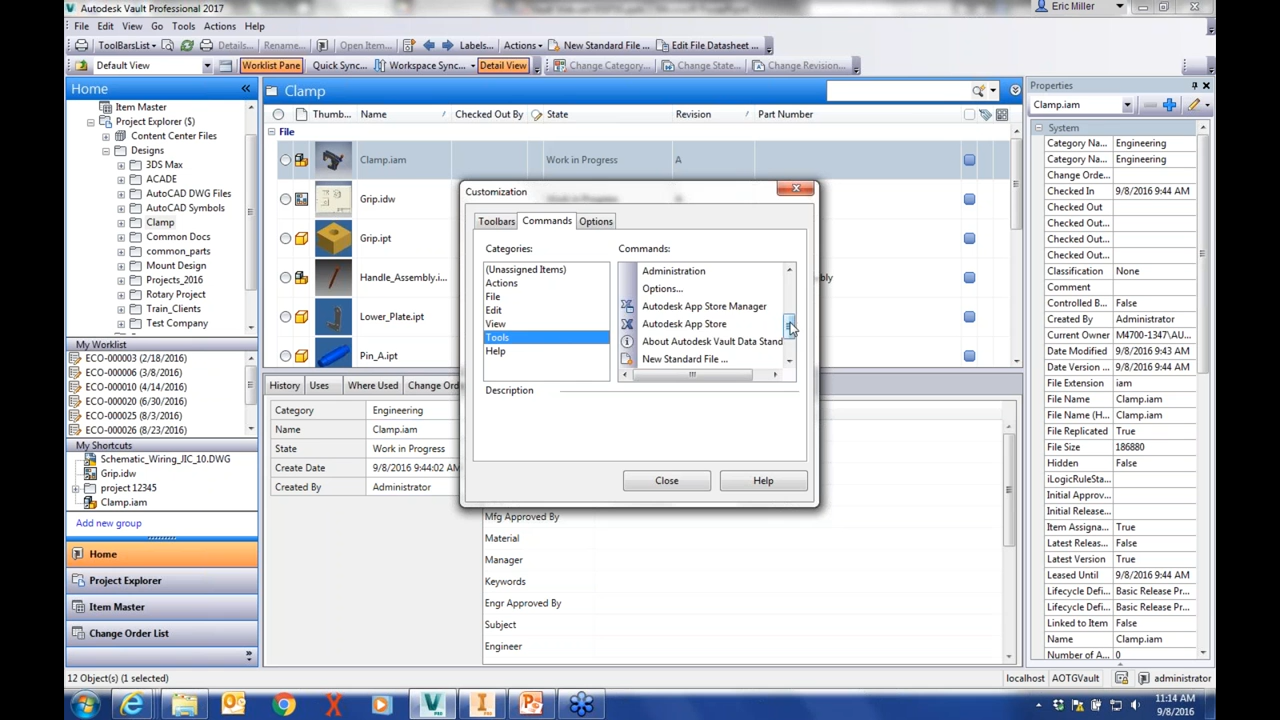 Autodesk Vault Professional 2017
Eric Miller
File Edit View Go Tools Actions Help
ToolBarsList Details... Rename... Open Item... Labels... Actions New Standard File ... Edit File Datasheet ...
Default View Worklist Pane Quick Sync... Workspace Sync... Detail View Change Category... Change State... Change Revision...
Home
Item Master
Project Explorer ($)
Content Center Files
Designs
3DS Max
ACADE
AutoCAD DWG Files
AutoCAD Symbols
Clamp
Common Docs
common_parts
Mount Design
Projects_2016
Rotary Project
Train_Clients
Test Company
My Worklist
ECO-000003 (2/18/2016)
ECO-000006 (3/8/2016)
ECO-000010 (4/14/2016)
ECO-000020 (6/30/2016)
ECO-000025 (8/3/2016)
ECO-000026 (8/23/2016)
My Shortcuts
Schematic_Wiring_JIC_10.DWG
Grip.idw
project 12345
Clamp.iam
Add new group
Home
Project Explorer
Item Master
Change Order List
Clamp
Thumb... Name Checked Out By State Revision Part Number
File
Clamp.iam Work in Progress A
Grip.idw
Grip.ipt
Handle_Assembly.i...
Lower_Plate.ipt
Pin_A.ipt
Customization
Toolbars Commands Options
Categories:
(Unassigned Items)
Actions
File
Edit
View
Tools
Help
Commands:
Administration
Options...
Autodesk App Store Manager
Autodesk App Store
About Autodesk Vault Data Stand
New Standard File ...
Description
Close Help
History Uses Where Used Change Ord
Category Engineering
Name Clamp.iam
State Work in Progress
Create Date 9/8/2016 9:44:02 AM
Created By Administrator
Mfg Approved By
Material
Manager
Keywords
Engr Approved By
Subject
Engineer
Properties
Clamp.iam
System
Category Na... Engineering
Category Na... Engineering
Change Orde...
Checked In 9/8/2016 9:44 AM
Checked Out
Checked Out
Checked Out
Classification None
Comment
Controlled B... False
Created By Administrator
Current Owner M4700-1347\AU...
Date Modified 9/8/2016 9:43 AM
Date Version ... 9/8/2016 9:44 AM
File Extension iam
File Name Clamp.iam
File Name (H... Clamp.iam
File Replicated True
File Size 186880
Hidden False
iLogicRuleSta...
Initial Approv...
Initial Release...
Item Assigna... True
Latest Releas... False
Latest Version True
Leased Until 9/8/2016 9:44 AM
Lifecycle Defi... Basic Release Pr...
Lifecycle Defi... Basic Release Pr...
Linked to Item False
Name Clamp.iam
Number of A... 0
12 Object(s) (1 selected)
localhost AOTGVault administrator
11:14 AM
9/8/2016